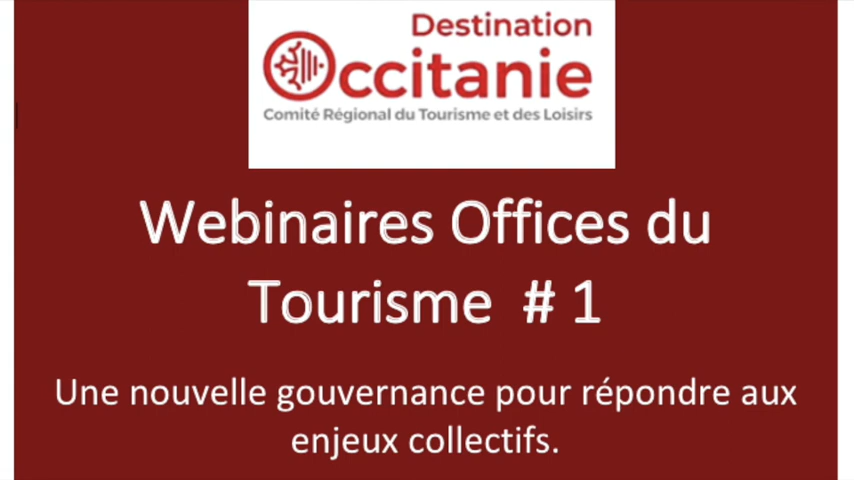 Destination
Occitanie
Comité Régional du Tourisme et des Loisirs
Webinaires Offices du
Tourisme # 1
Une nouvelle gouvernance pour répondre aux
enjeux collectifs.